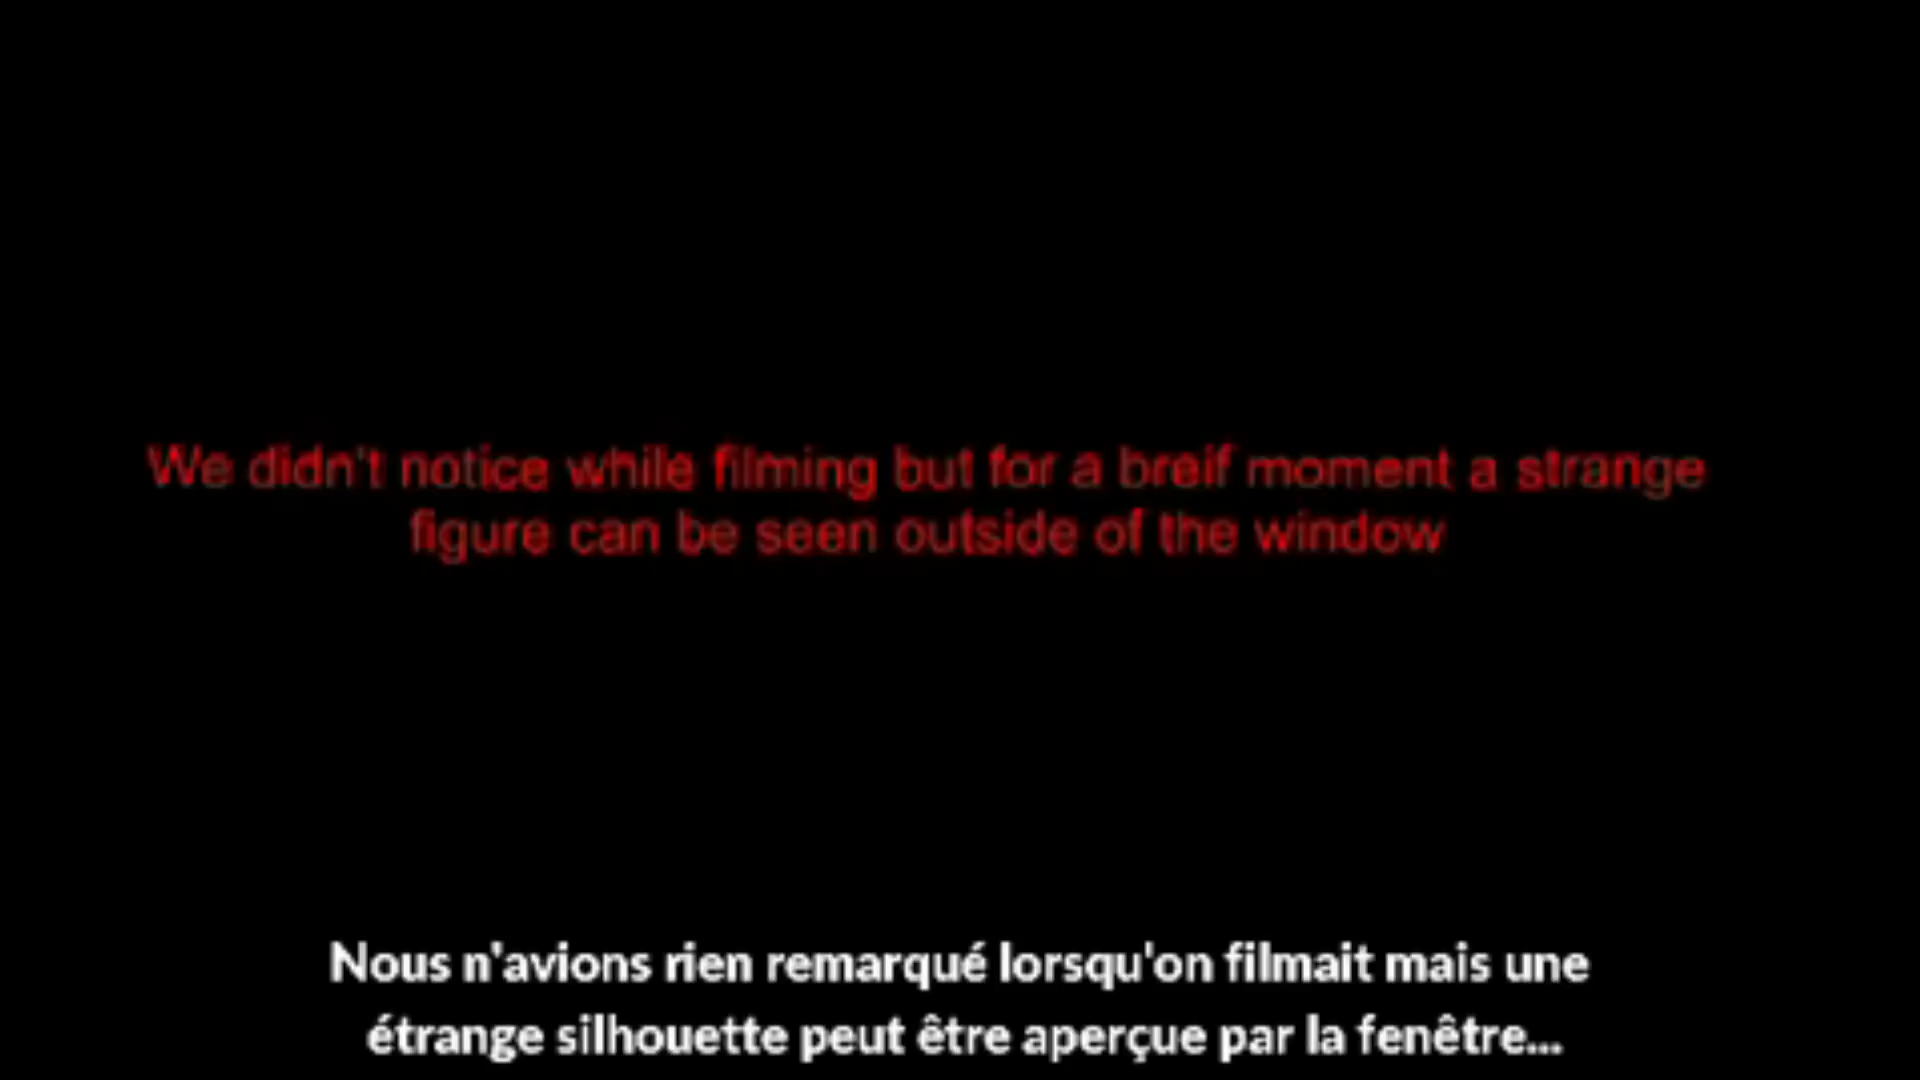 We didn't notice while filming but for a breif moment a strange
figure can be seen outside of the window
Nous n'avions rien remarqué lorsqu'on filmait mais une
étrange silhouette peut être aperçue par la fenêtre...